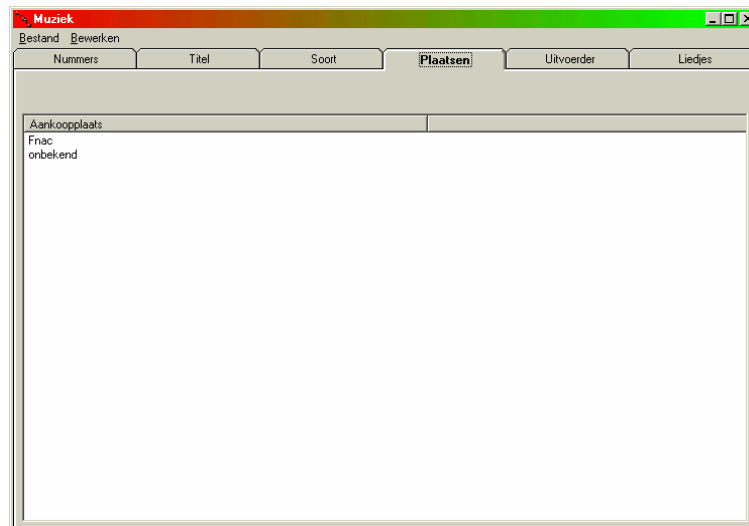 Muziek
Bestand Bewerken
Nummers Titel Soort Plaatsen Uitvoerder Liedjes
Aankoopplaats
Fnac
onbekend